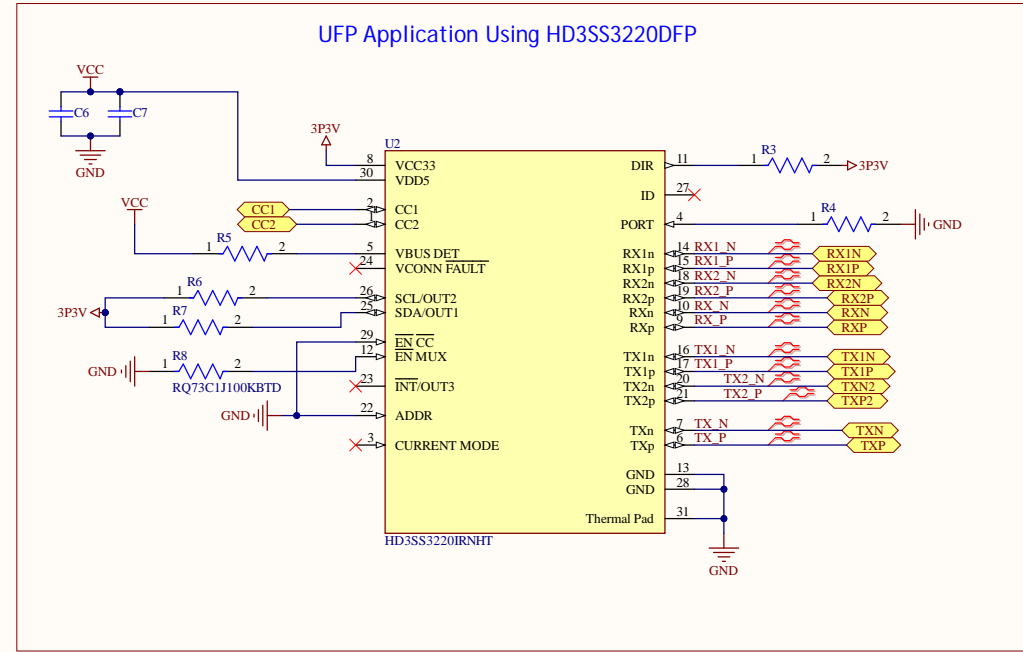 UFP Application Using HD3SS3220DFP
VCC
C6
C7
GND
3P3V
U2
8 VCC33
30 VDD5
CC1 2 CC1
CC2 1 CC2
VCC
R5
1 2 5 VBUS DET
24 VCONN FAULT
R6
1 2 26 SCL/OUT2
3P3V
R7
1 2 25 SDA/OUT1
29 EN CC
12 EN MUX
R8
GND 1 2
RQ73C1J100KBTD
23 INT/OUT3
GND 22 ADDR
3 CURRENT MODE
HD3SS3220IRNHT
DIR 11 1 R3 2 3P3V
ID 27
PORT 4 1 R4 2 GND
RX1n 14 RX1_N RX1N
RX1p 15 RX1_P RX1P
RX2n 18 RX2_N RX2N
RX2p 19 RX2_P RX2P
RXn 10 RX_N RXN
RXp 9 RX_P RXP
TX1n 16 TX1_N TX1N
TX1p 17 TX1_P TX1P
TX2n 20 TX2_N TXN2
TX2p 21 TX2_P TXP2
TXn 7 TX_N TXN
TXp 6 TX_P TXP
GND 13
GND 28
Thermal Pad 31
GND